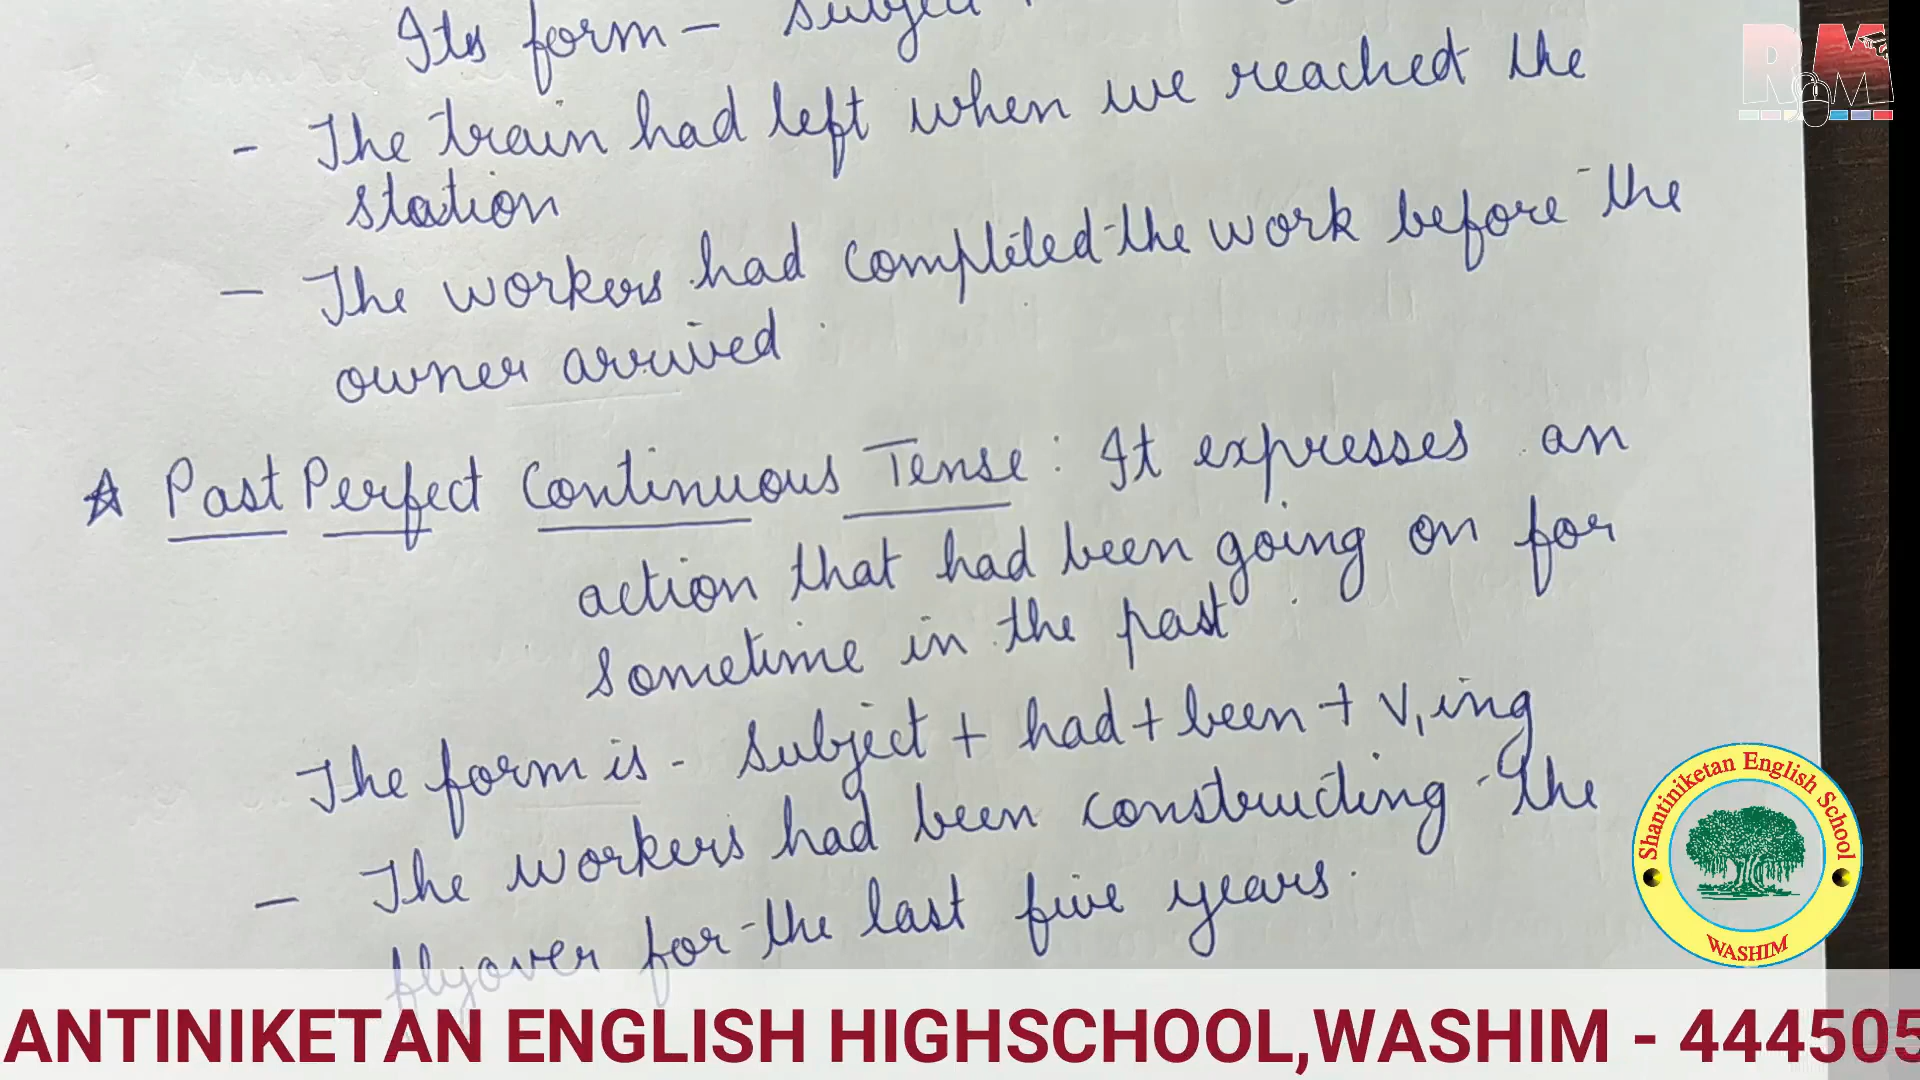 Its form - Subject
- The train had left when we reached the
station
- The workers had completed the work before the
owner arrived
☆ Past Perfect Continuous Tense : It expresses an
action that had been going on for
sometime in the past
The form is - Subject + had + been + V, ing
- The workers had been constructing the
flyover for the last five years.
RM
Shantiniketan English School
WASHIM
ANTINIKETAN ENGLISH HIGHSCHOOL,WASHIM - 444505